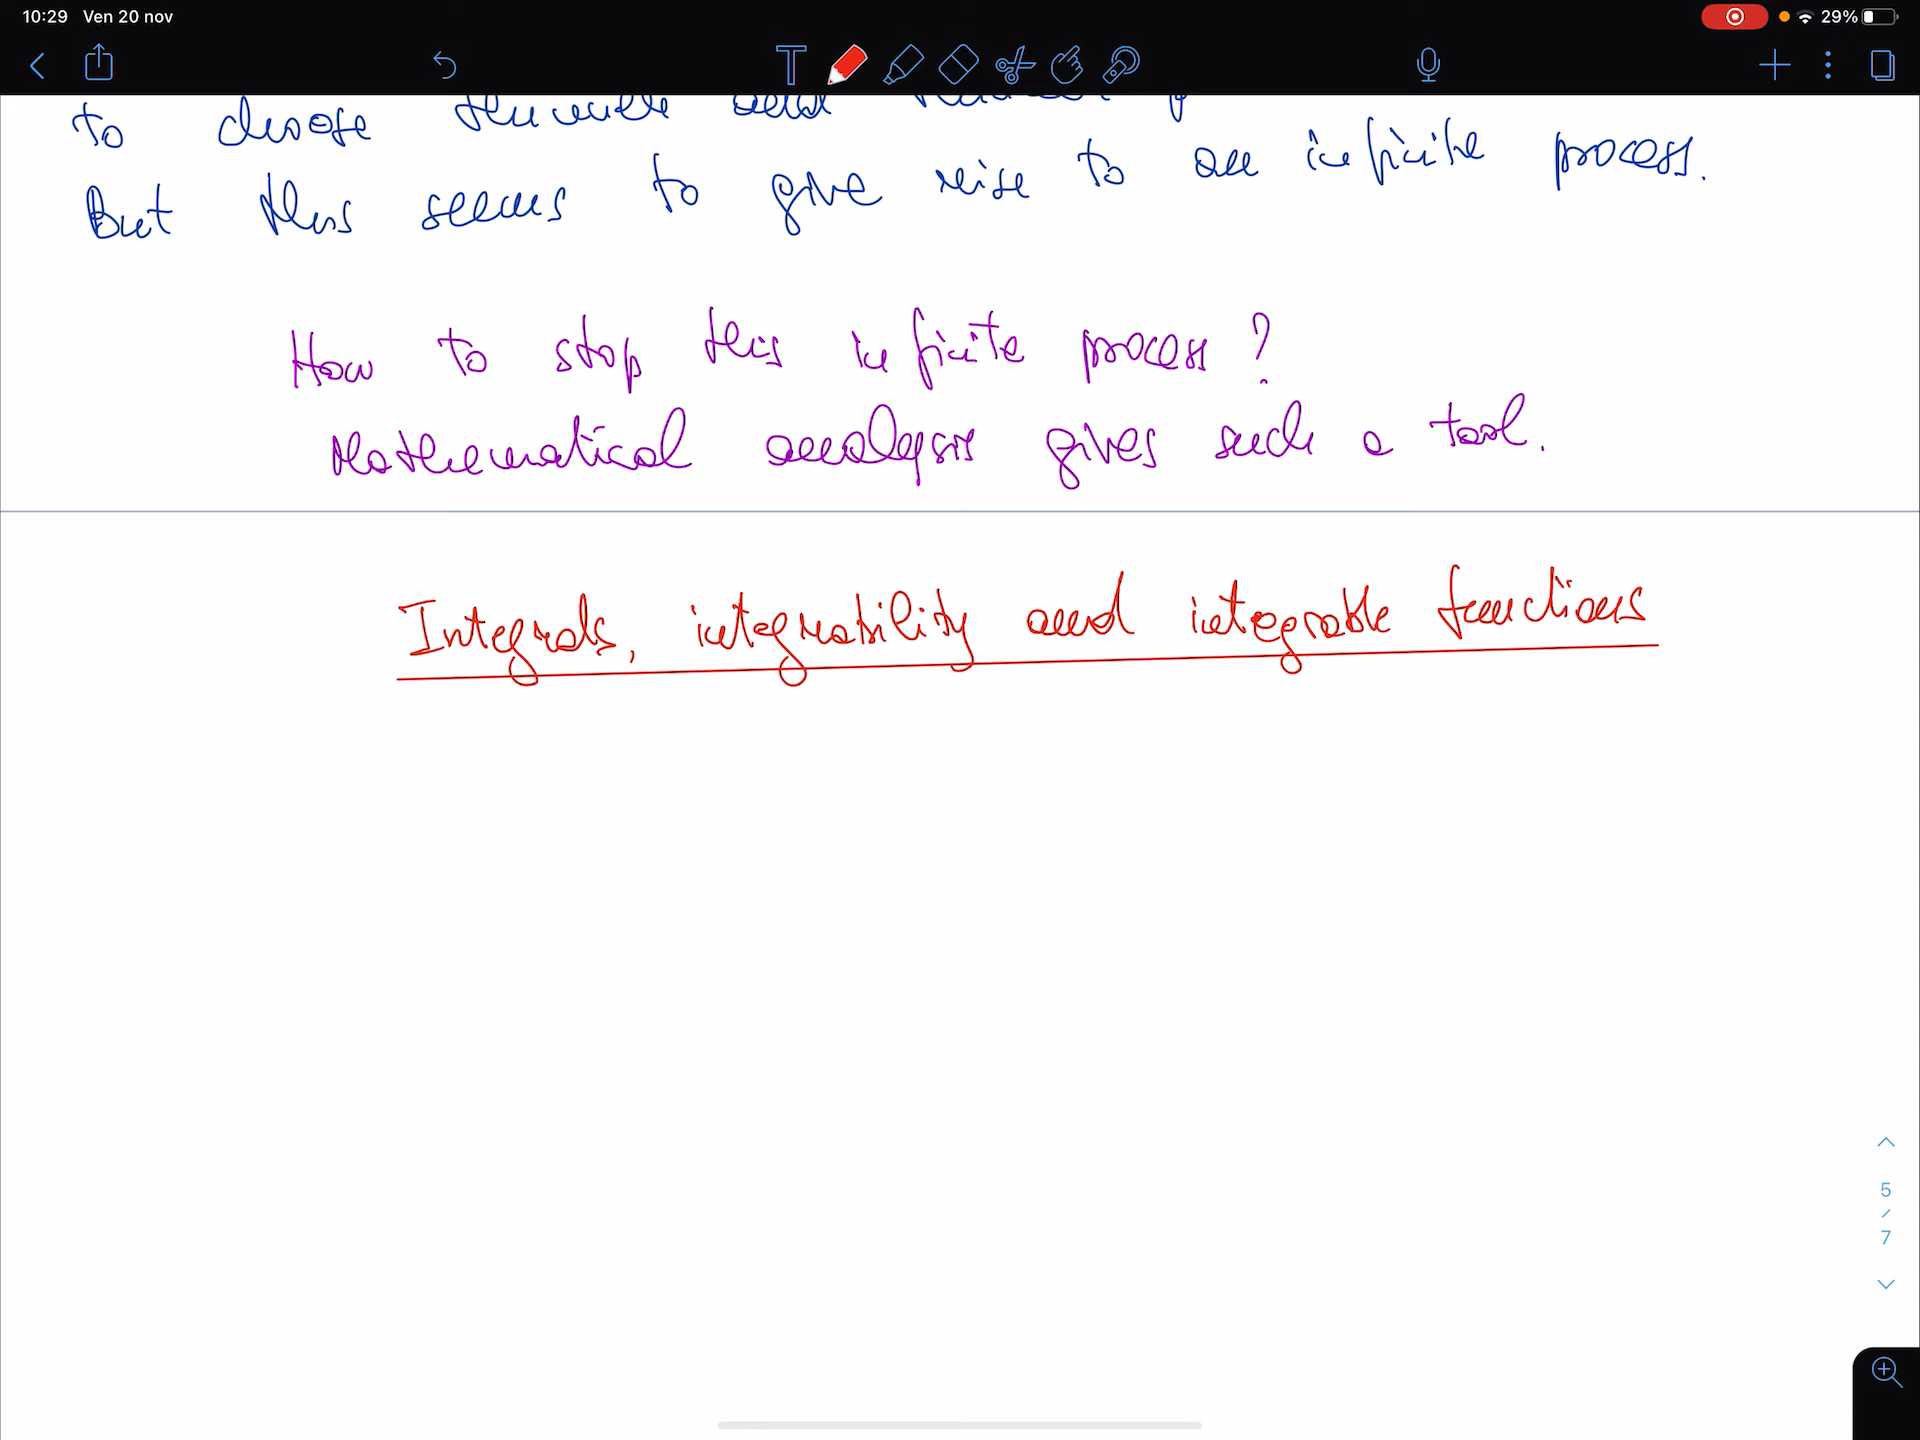 10:29 Ven 20 nov
29%
to choose and
But this seems to give rise to an infinite process.
How to stop this infinite process?
Mathematical analysis gives such a tool.
Integrals, integrability and integrable functions
5
/
7